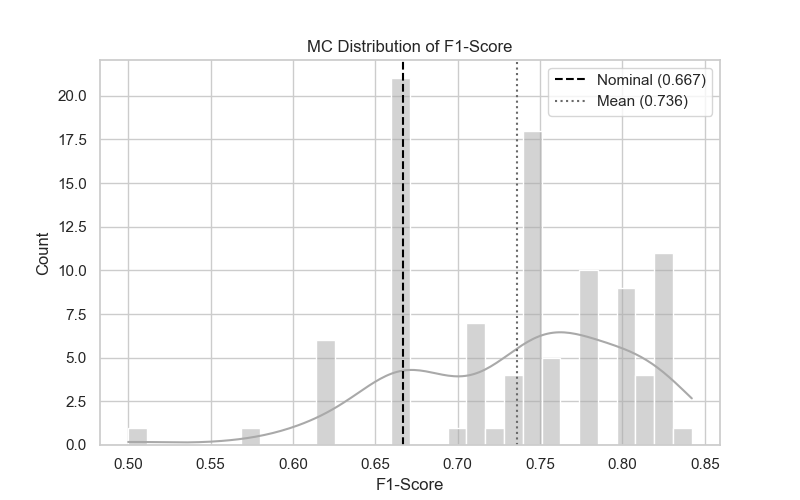 MC Distribution of F1-Score
Nominal (0.667)
Mean (0.736)
20.0
17.5
15.0
12.5
10.0
7.5
5.0
2.5
0.0
Count
0.50 0.55 0.60 0.65 0.70 0.75 0.80 0.85
F1-Score